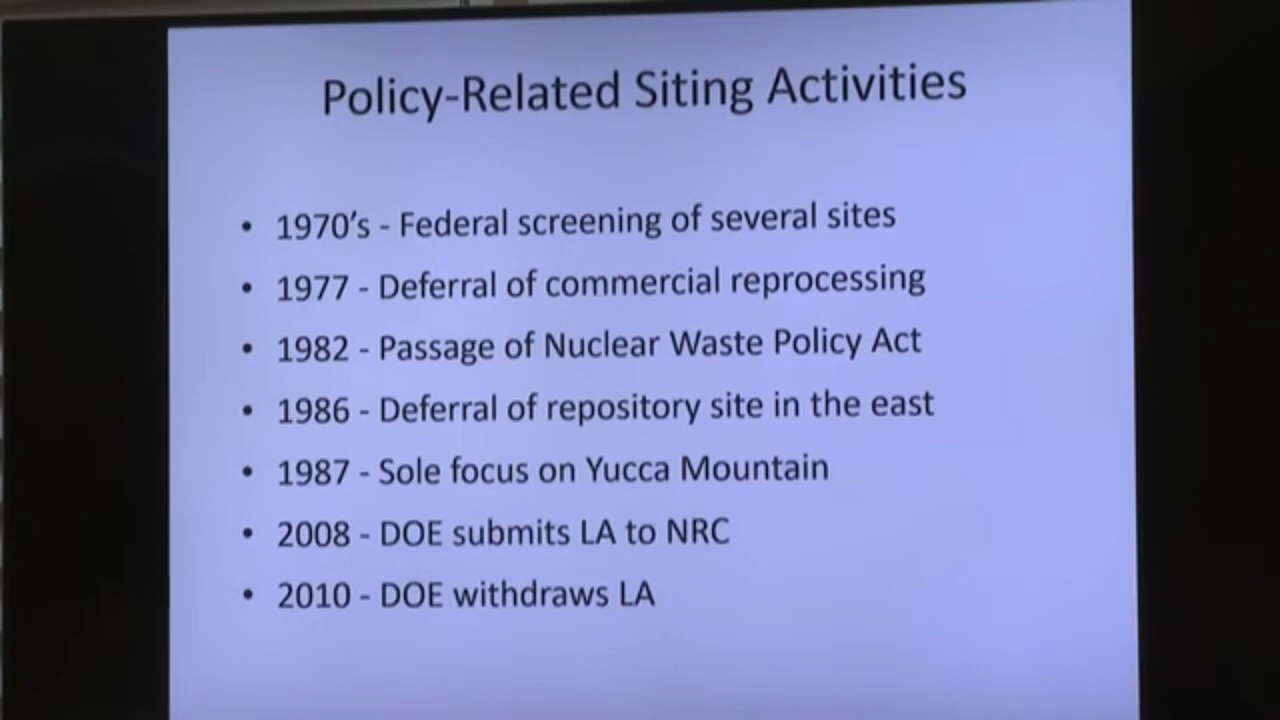 Policy-Related Siting Activities
• 1970’s - Federal screening of several sites
• 1977 - Deferral of commercial reprocessing
• 1982 - Passage of Nuclear Waste Policy Act
• 1986 - Deferral of repository site in the east
• 1987 - Sole focus on Yucca Mountain
• 2008 - DOE submits LA to NRC
• 2010 - DOE withdraws LA